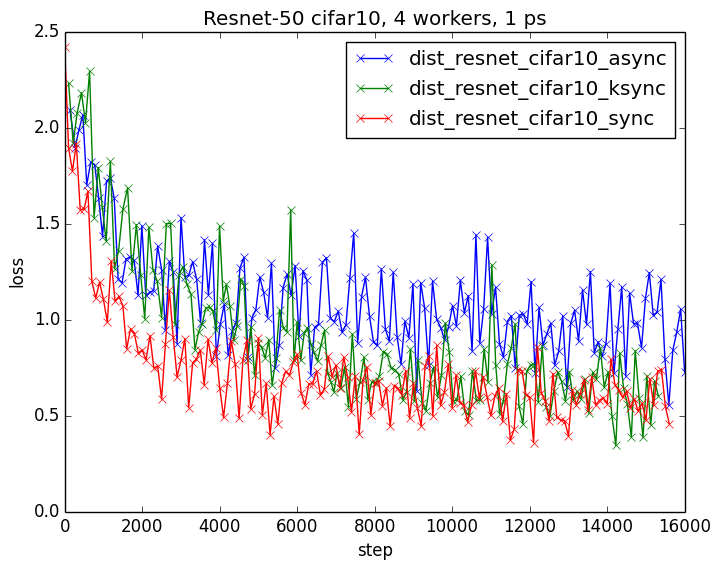 Resnet-50 cifar10, 4 workers, 1 ps
dist_resnet_cifar10_async
dist_resnet_cifar10_ksync
dist_resnet_cifar10_sync
2.5
2.0
1.5
1.0
0.5
0.0
loss
0 2000 4000 6000 8000 10000 12000 14000 16000
step